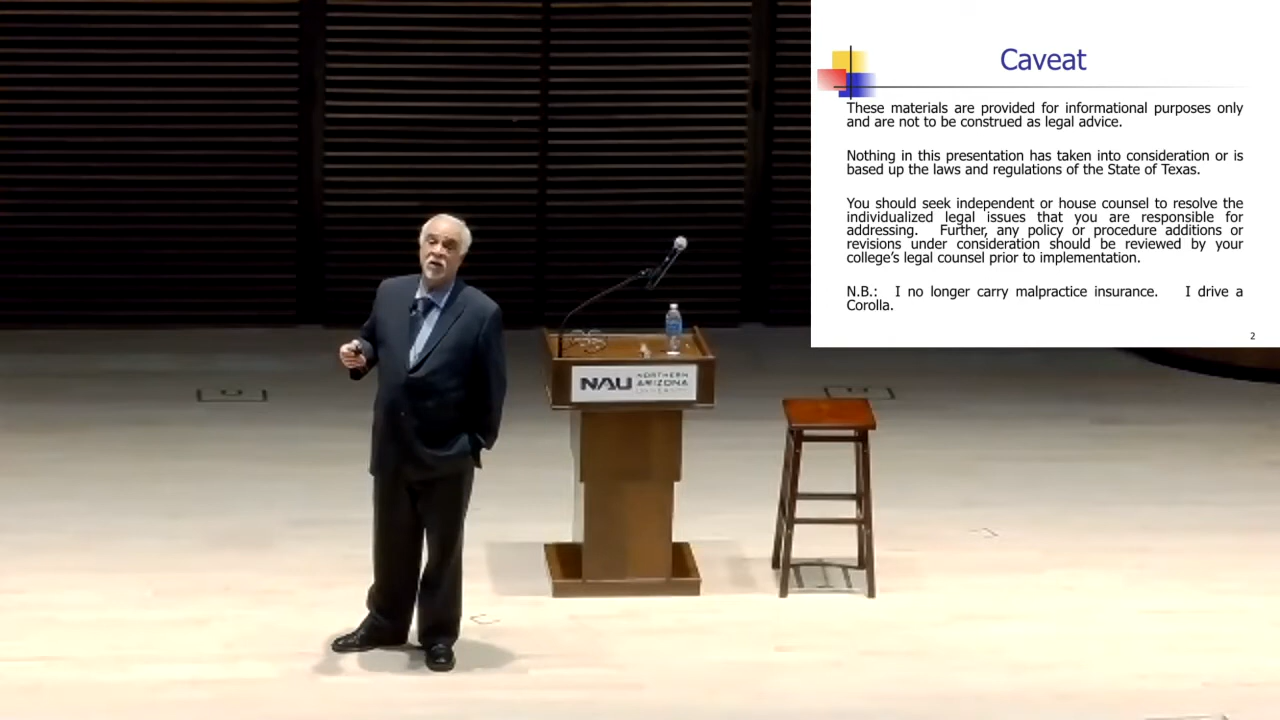 Caveat
These materials are provided for informational purposes only
and are not to be construed as legal advice.
Nothing in this presentation has taken into consideration or is
based up the laws and regulations of the State of Texas.
You should seek independent or house counsel to resolve the
individualized legal issues that you are responsible for
addressing. Further, any policy or procedure additions or
revisions under consideration should be reviewed by your
college's legal counsel prior to implementation.
N.B.: I no longer carry malpractice insurance. I drive a
Corolla.
2
NAU NORTHERN
ARIZONA
UNIVERSITY